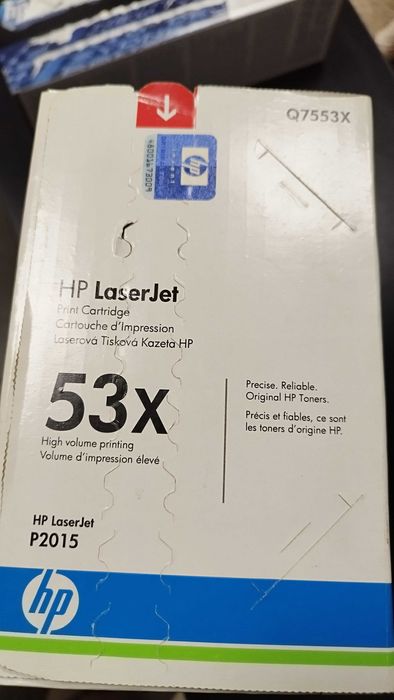 Q7553X
hp
HP LaserJet
Print Cartridge
Cartouche d'Impression
Laserová Tisková Kazeta HP
53X
High volume printing
Volume d'impression élevé
Precise. Reliable.
Original HP Toners.
Précis et fiables, ce sont
les toners d'origine HP.
HP LaserJet
P2015
hp